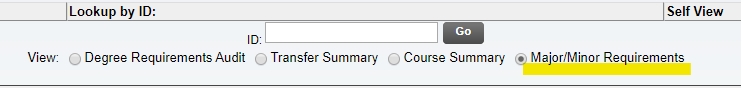 Lookup by ID: Self View
ID: Go
View: Degree Requirements Audit Transfer Summary Course Summary Major/Minor Requirements